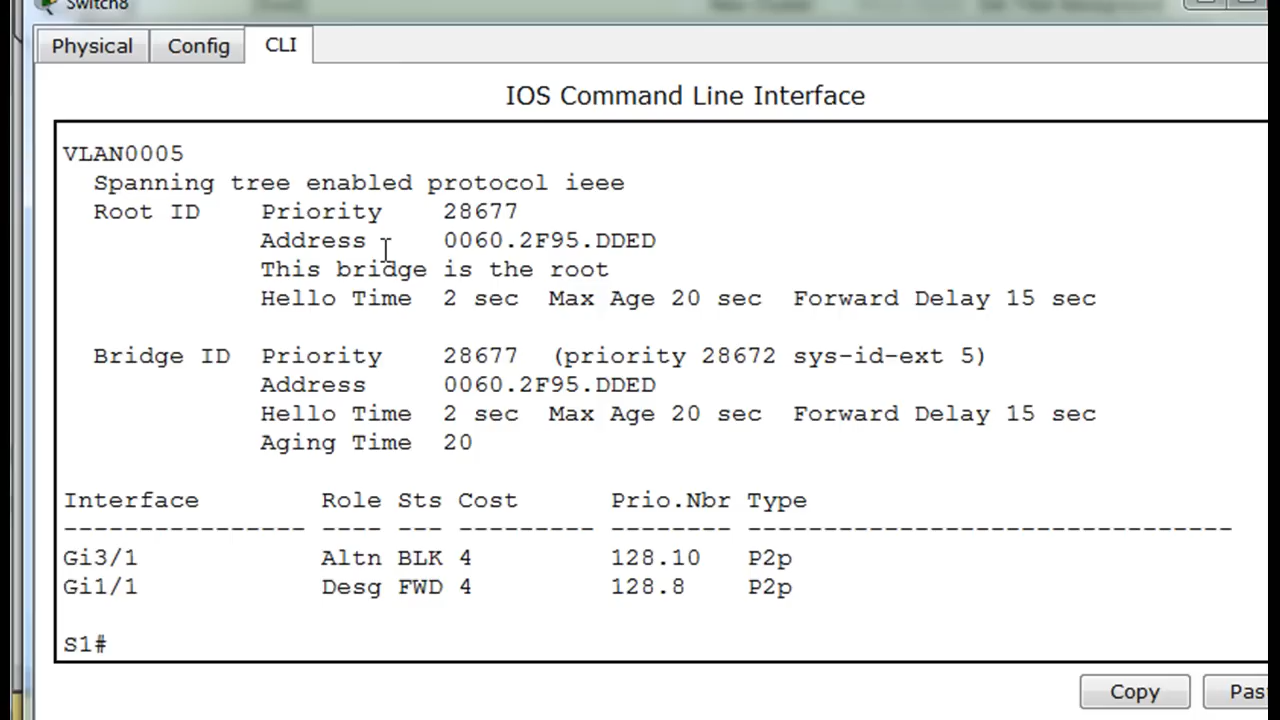 Switch8
Physical Config CLI
IOS Command Line Interface
VLAN0005
Spanning tree enabled protocol ieee
Root ID Priority 28677
Address 0060.2F95.DDED
This bridge is the root
Hello Time 2 sec Max Age 20 sec Forward Delay 15 sec
Bridge ID Priority 28677 (priority 28672 sys-id-ext 5)
Address 0060.2F95.DDED
Hello Time 2 sec Max Age 20 sec Forward Delay 15 sec
Aging Time 20
Interface Role Sts Cost Prio.Nbr Type
---------------- ---- --- --------- -------- --------------------------------
Gi3/1 Altn BLK 4 128.10 P2p
Gi1/1 Desg FWD 4 128.8 P2p
S1#
Copy Pas